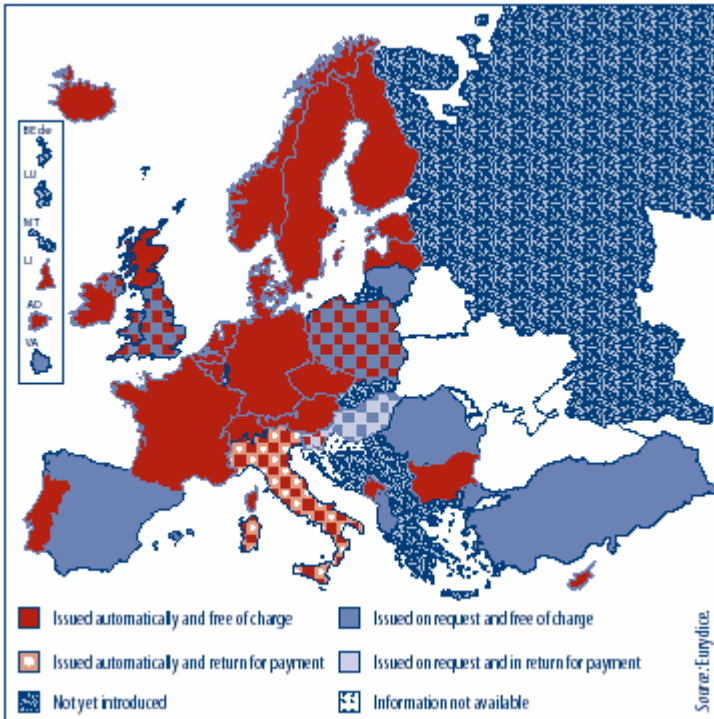 BE de
LU
MT
LI
AD
VA
Issued automatically and free of charge
Issued on request and free of charge
Issued automatically and return for payment
Issued on request and in return for payment
Not yet introduced
Information not available
Source: Eurydice.